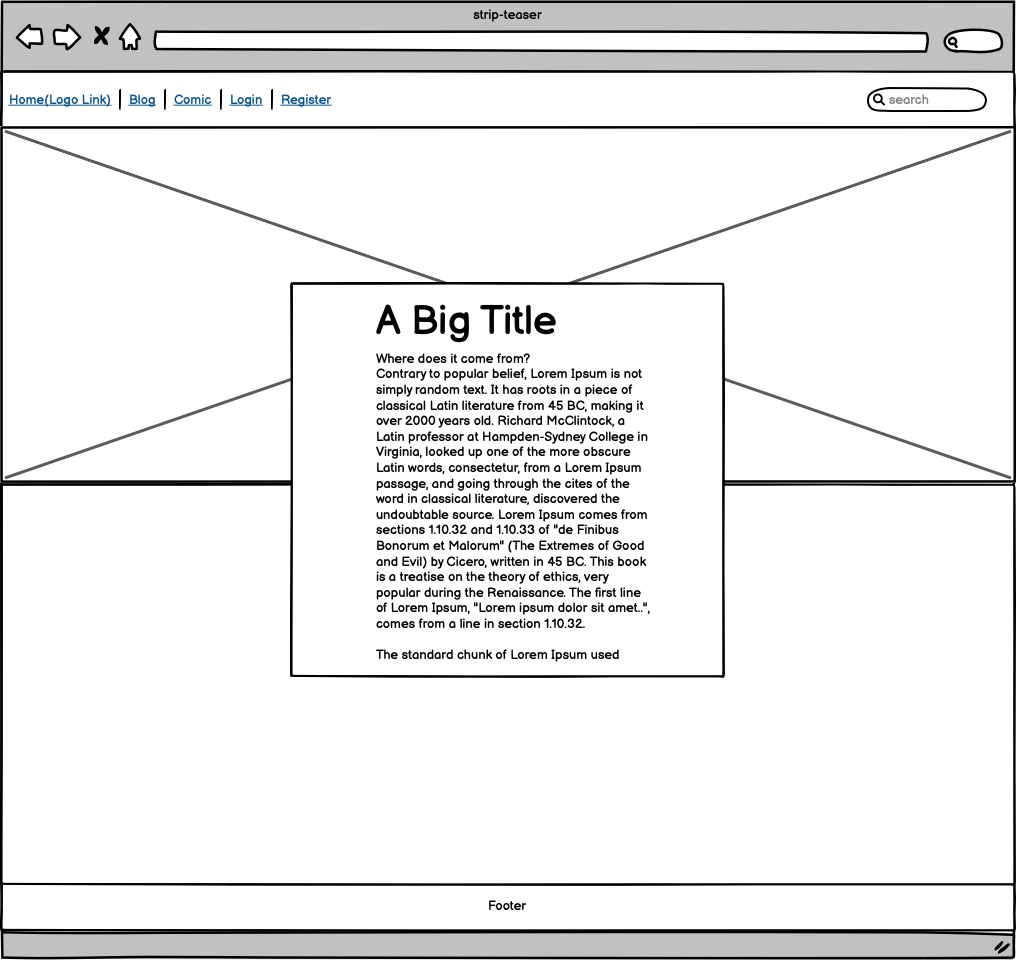 strip-teaser
Home(Logo Link) Blog Comic Login Register search
A Big Title
Where does it come from?
Contrary to popular belief, Lorem Ipsum is not
simply random text. It has roots in a piece of
classical Latin literature from 45 BC, making it
over 2000 years old. Richard McClintock, a
Latin professor at Hampden-Sydney College in
Virginia, looked up one of the more obscure
Latin words, consectetur, from a Lorem Ipsum
passage, and going through the cites of the
word in classical literature, discovered the
undoubtable source. Lorem Ipsum comes from
sections 1.10.32 and 1.10.33 of "de Finibus
Bonorum et Malorum" (The Extremes of Good
and Evil) by Cicero, written in 45 BC. This book
is a treatise on the theory of ethics, very
popular during the Renaissance. The first line
of Lorem Ipsum, "Lorem ipsum dolor sit amet..",
comes from a line in section 1.10.32.
The standard chunk of Lorem Ipsum used
Footer